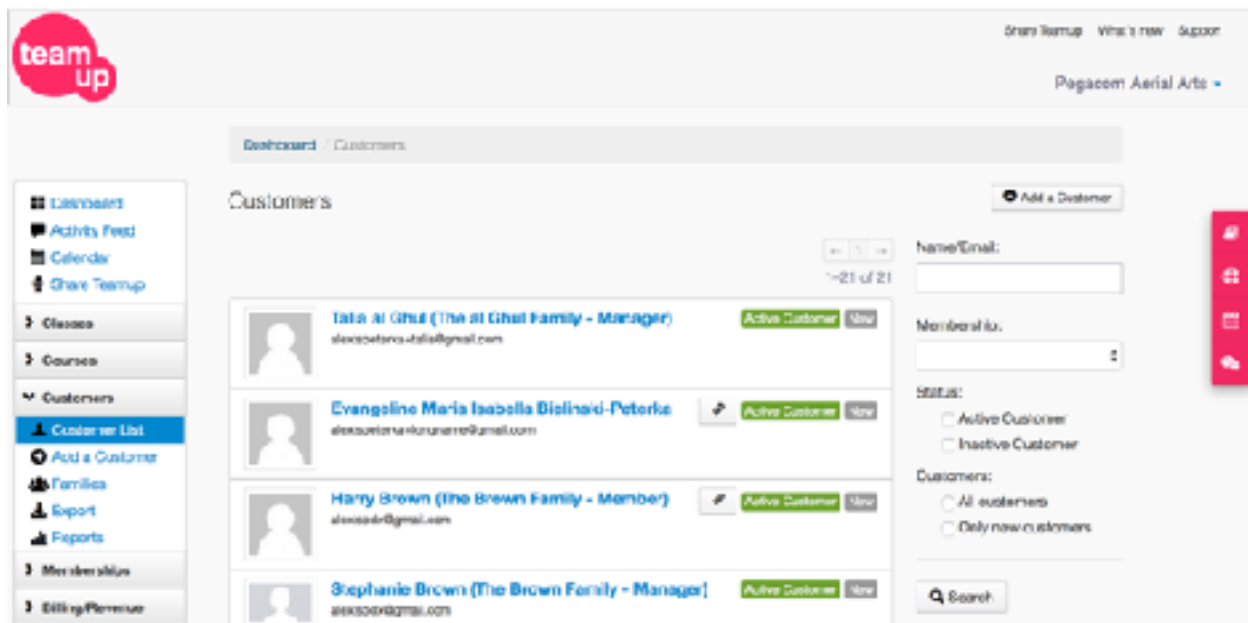 team
up
Share Teamup What's new Support
Aerial Arts
Dashboard / Customers
Dashboard
Activity Feed
Calendar
Share Teamup
Classes
Courses
Customers
Customer List
Add a Customer
Families
Export
Reports
Memberships
Billing/Revenue
Customers
Add a Customer
← 1 →
1–21 of 21
Talia al Ghul (The al Ghul Family – Manager)
Active Customer New
Evangeline Maria Isabella Bielinski-Peterka
Active Customer New
Harry Brown (The Brown Family – Member)
Active Customer New
Stephanie Brown (The Brown Family – Manager)
Active Customer New
Name/Email:
Membership:
Status:
Active Customer
Inactive Customer
Customers:
All customers
Only new customers
Search